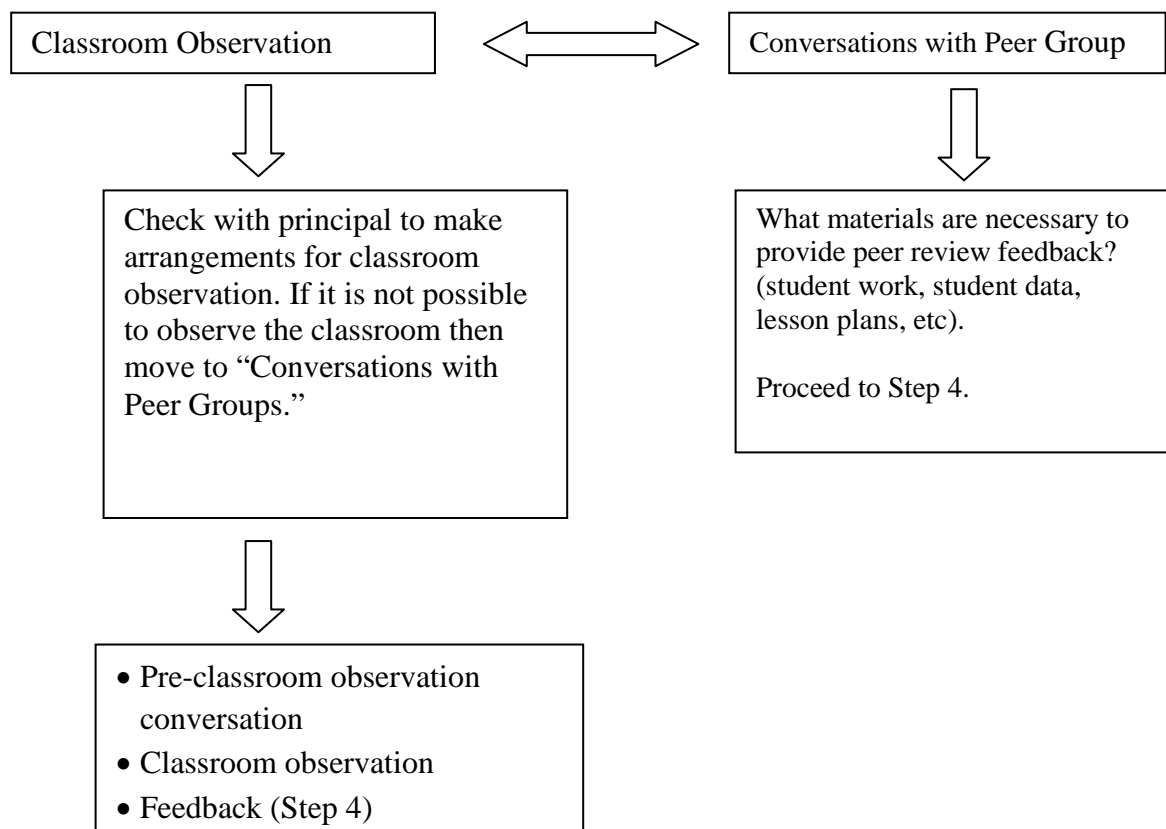 Classroom Observation
Conversations with Peer Group
Check with principal to make
arrangements for classroom
observation. If it is not possible
to observe the classroom then
move to “Conversations with
Peer Groups.”
What materials are necessary to
provide peer review feedback?
(student work, student data,
lesson plans, etc).
Proceed to Step 4.
• Pre-classroom observation
conversation
• Classroom observation
• Feedback (Step 4)